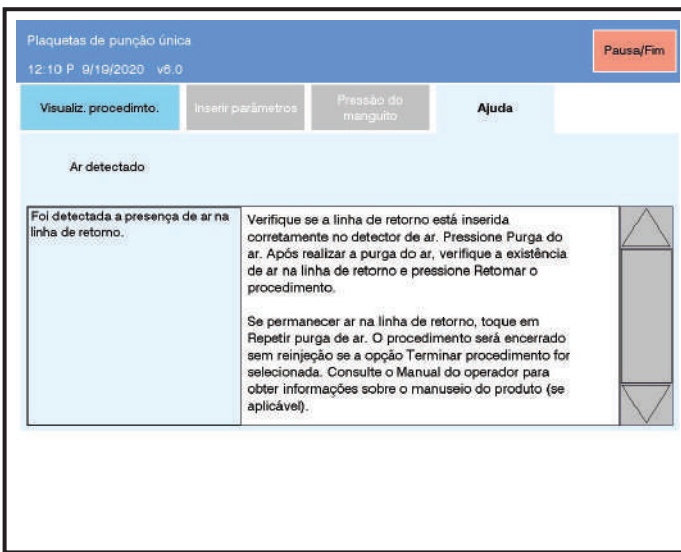 Plaquetas de punção única
12:10 P 9/19/2020 v6.0
Pausa/Fim
Visualiz. procedimto.
Inserir parâmetros
Pressão do
manguito
Ajuda
Ar detectado
Foi detectada a presença de ar na
linha de retorno.
Verifique se a linha de retorno está inserida
corretamente no detector de ar. Pressione Purga do
ar. Após realizar a purga do ar, verifique a existência
de ar na linha de retorno e pressione Retomar o
procedimento.
Se permanecer ar na linha de retorno, toque em
Repetir purga de ar. O procedimento será encerrado
sem reinjeção se a opção Terminar procedimento for
selecionada. Consulte o Manual do operador para
obter informações sobre o manuseio do produto (se
aplicável).